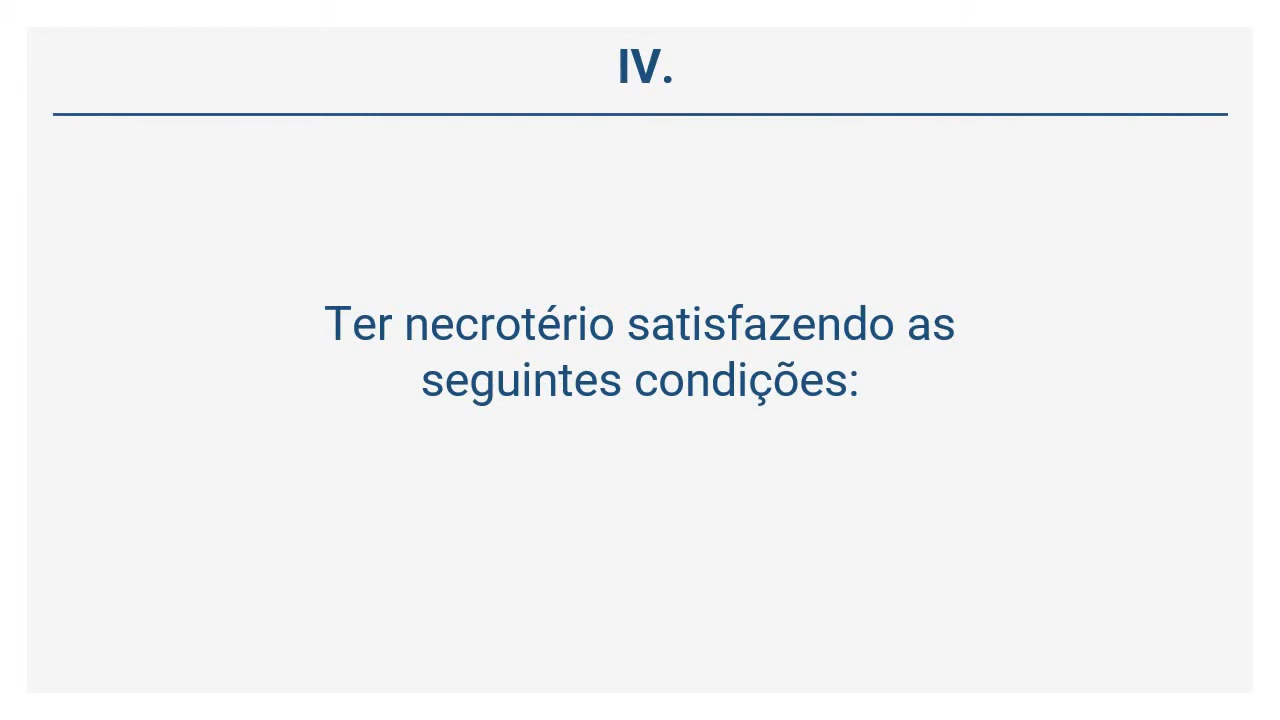 IV.
Ter necrotério satisfazendo as
seguintes condições: